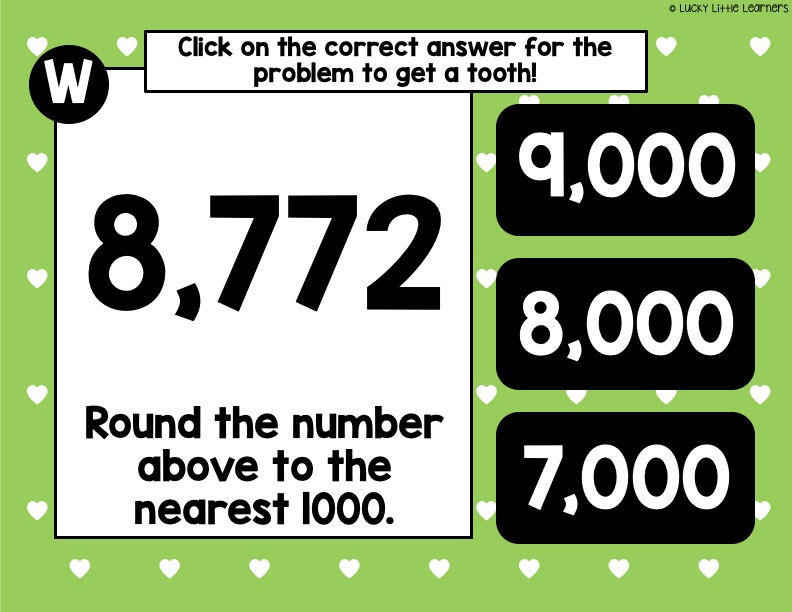 © Lucky Little Learners
Click on the correct answer for the
problem to get a tooth!
W
8,772
Round the number
above to the
nearest 1000.
9,000
8,000
7,000